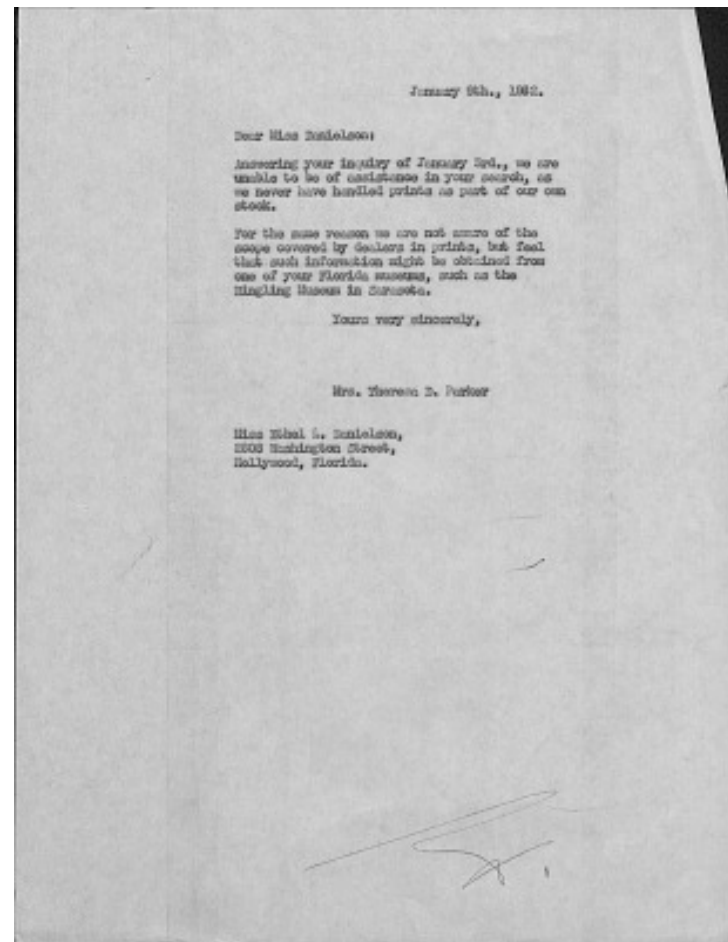 Dear Miss Danielson:
Answering your inquiry of January 3rd., we are
unable to be of assistance in your search, as
we never have handled prints as part of our own
stock.
For the same reason we are not aware of the
scope covered by dealers in prints, but feel
that such information might be obtained from
one of your Florida museums, such as the
Ringling Museum in Sarasota.
Yours very sincerely,
Mrs. Theresa D. Parker
Miss Ethel Danielson,
Washington Street,
Hollywood, Florida.